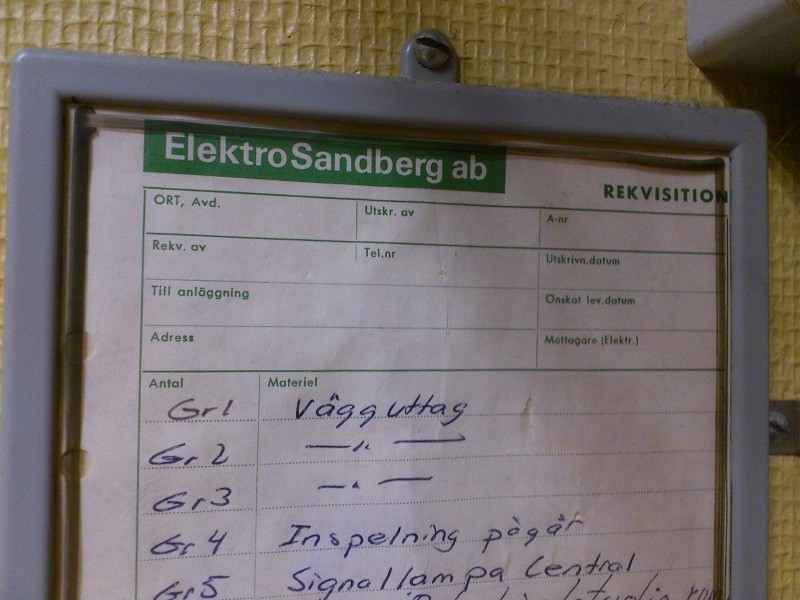 ElektroSandberg ab
REKVISITION
ORT, Avd. Utskr. av A-nr
Rekv. av Tel.nr Utskrivn.datum
Till anläggning Önskat lev.datum
Adress Mottagare (Elektr.)
Antal Materiel
Gr1 Vägguttag
Gr2 —"—
Gr3 —"—
Gr4 Inspelning pågår
Gr5 Signallampa Central